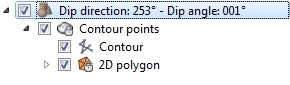 Dip direction: 253° - Dip angle: 001°
Contour points
Contour
2D polygon